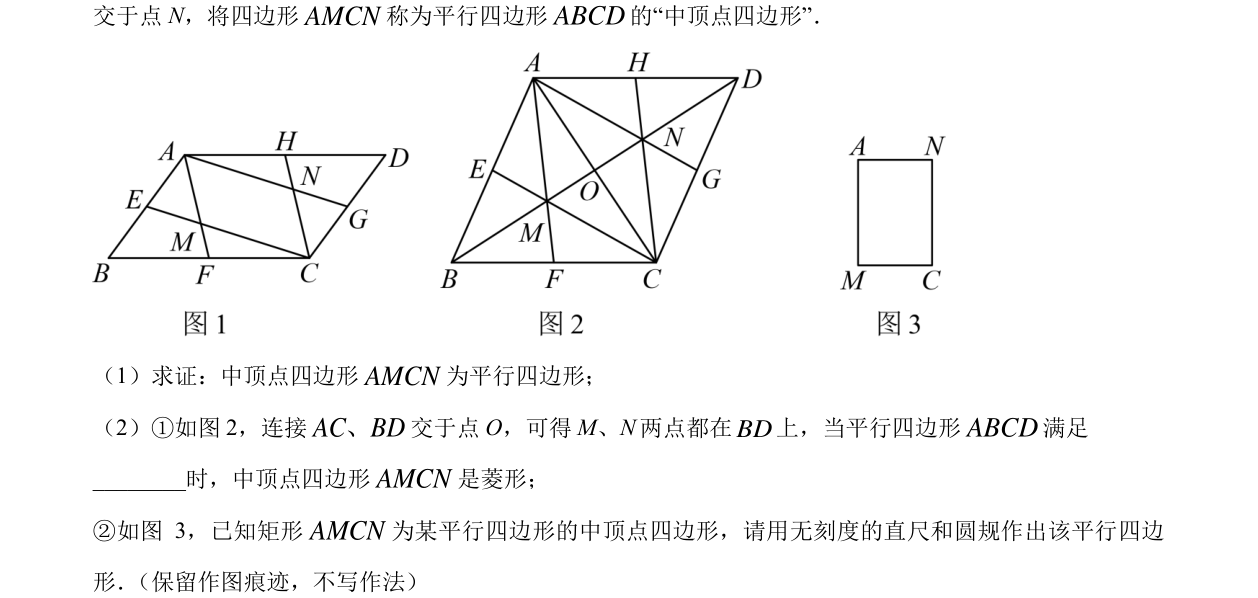 交于点 N，将四边形 AMCN 称为平行四边形 ABCD 的“中顶点四边形”．
A H D
E N G
M
B F C
图 1
A H D
E N G
O
M
B F C
图 2
A N
M C
图 3
（1）求证：中顶点四边形 AMCN 为平行四边形；
（2）①如图 2，连接 AC、BD 交于点 O，可得 M、N 两点都在 BD 上，当平行四边形 ABCD 满足
________时，中顶点四边形 AMCN 是菱形；
②如图 3，已知矩形 AMCN 为某平行四边形的中顶点四边形，请用无刻度的直尺和圆规作出该平行四边
形．（保留作图痕迹，不写作法）